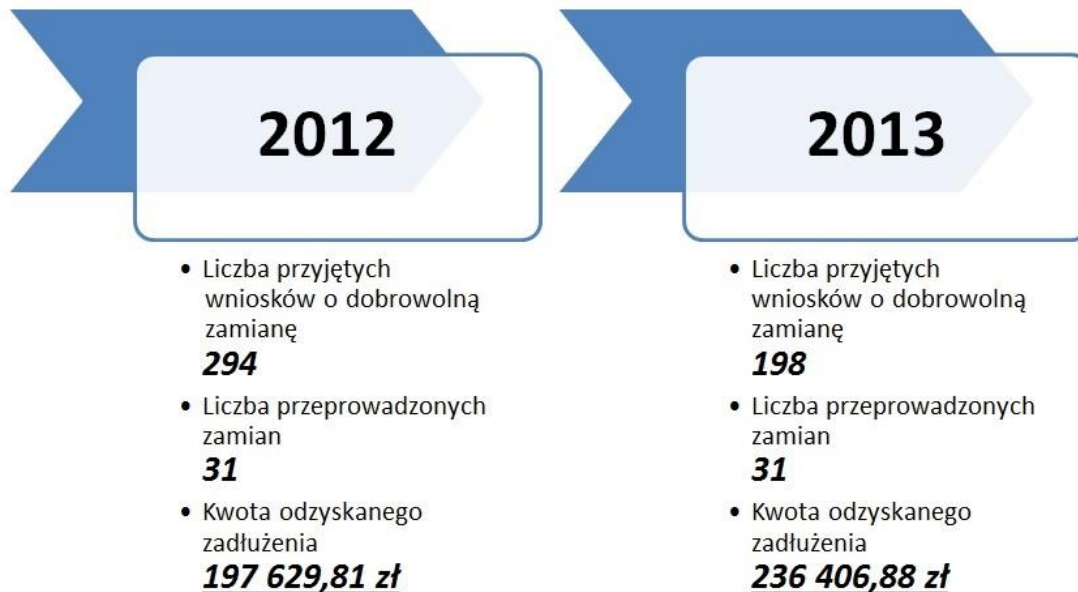 2012
• Liczba przyjętych
wniosków o dobrowolną
zamianę
294
• Liczba przeprowadzonych
zamian
31
• Kwota odzyskanego
zadłużenia
197 629,81 zł
2013
• Liczba przyjętych
wniosków o dobrowolną
zamianę
198
• Liczba przeprowadzonych
zamian
31
• Kwota odzyskanego
zadłużenia
236 406,88 zł